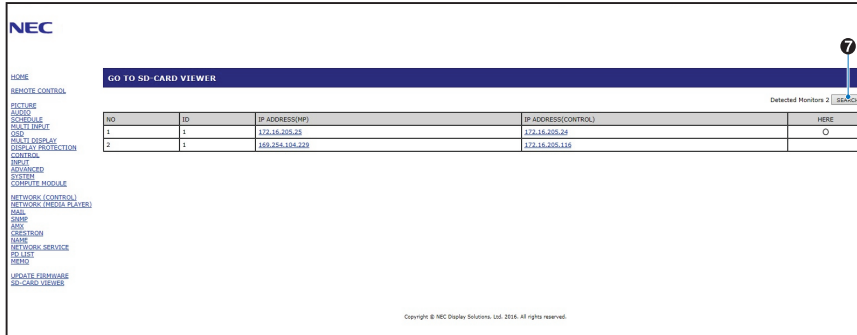 NEC
7
HOME
REMOTE CONTROL
PICTURE
AUDIO
SCHEDULE
MULTI INPUT
OSD
MULTI DISPLAY
DISPLAY PROTECTION
CONTROL
INPUT
ADVANCED
SYSTEM
COMPUTE MODULE
NETWORK (CONTROL)
NETWORK (MEDIA PLAYER)
MAIL
SNMP
AMX
CRESTRON
NAME
NETWORK SERVICE
PD LIST
MEMO
UPDATE FIRMWARE
SD-CARD VIEWER
GO TO SD-CARD VIEWER
Detected Monitors 2 SEARCH
NO ID IP ADDRESS(MP) IP ADDRESS(CONTROL) HERE
1 1 172.16.205.25 172.16.205.24 O
2 1 169.254.104.229 172.16.205.116
Copyright © NEC Display Solutions. Ltd. 2016. All rights reserved.